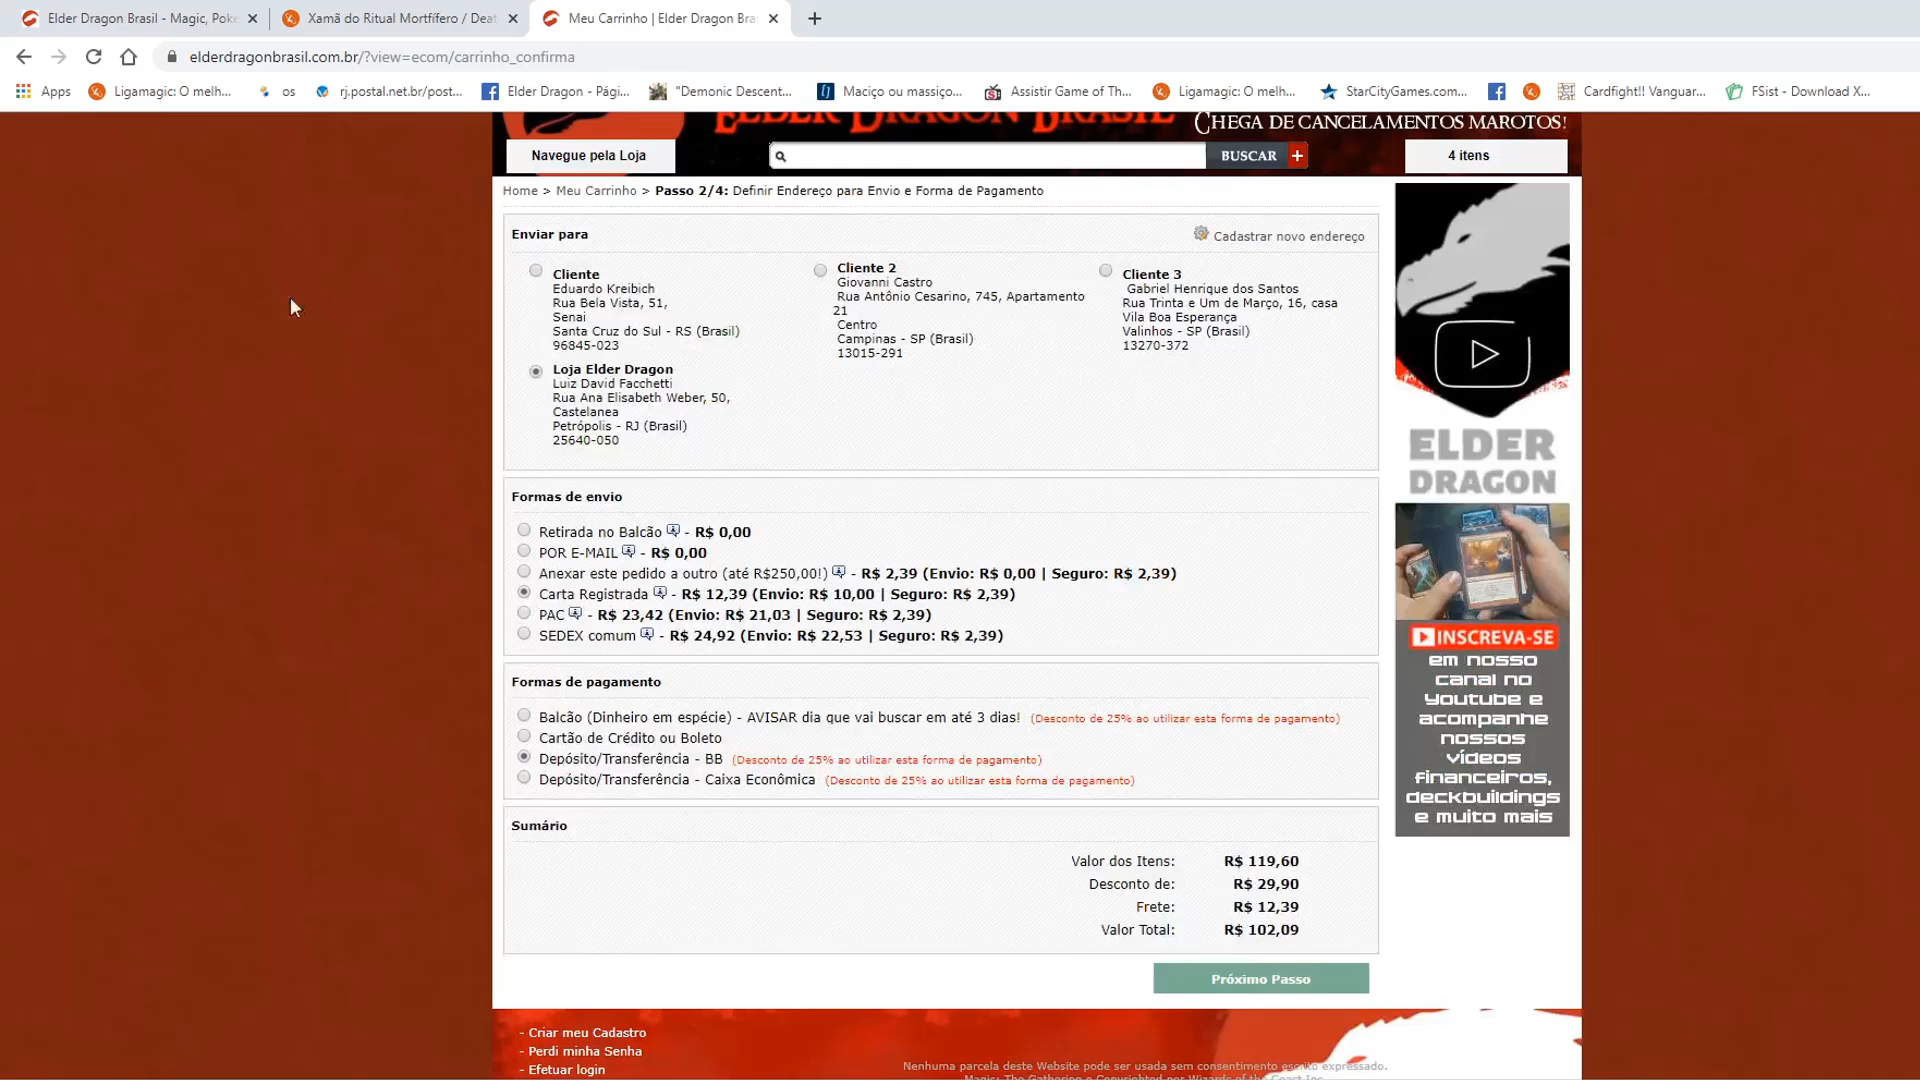 Elder Dragon Brasil - Magic, Poke
Xamã do Ritual Mortífero / Deat
Meu Carrinho | Elder Dragon Bra
elderdragonbrasil.com.br/?view=ecom/carrinho_confirma
Apps
Ligamagic: O melh...
os
rj.postal.net.br/post...
Elder Dragon - Pági...
"Demonic Descent...
Maciço ou massiço...
Assistir Game of Th...
Ligamagic: O melh...
StarCityGames.com...
Cardfight!! Vanguar...
FSist - Download X...
ELDER DRAGON BRASIL
CHEGA DE CANCELAMENTOS MAROTOS!
Navegue pela Loja
BUSCAR +
4 itens
Home > Meu Carrinho > Passo 2/4: Definir Endereço para Envio e Forma de Pagamento
Enviar para
Cadastrar novo endereço
Cliente
Eduardo Kreibich
Rua Bela Vista, 51,
Senai
Santa Cruz do Sul - RS (Brasil)
96845-023
Cliente 2
Giovanni Castro
Rua Antônio Cesarino, 745, Apartamento
21
Centro
Campinas - SP (Brasil)
13015-291
Cliente 3
Gabriel Henrique dos Santos
Rua Trinta e Um de Março, 16, casa
Vila Boa Esperança
Valinhos - SP (Brasil)
13270-372
Loja Elder Dragon
Luiz David Facchetti
Rua Ana Elisabeth Weber, 50,
Castelanea
Petrópolis - RJ (Brasil)
25640-050
Formas de envio
Retirada no Balcão - R$ 0,00
POR E-MAIL - R$ 0,00
Anexar este pedido a outro (até R$250,00!) - R$ 2,39 (Envio: R$ 0,00 | Seguro: R$ 2,39)
Carta Registrada - R$ 12,39 (Envio: R$ 10,00 | Seguro: R$ 2,39)
PAC - R$ 23,42 (Envio: R$ 21,03 | Seguro: R$ 2,39)
SEDEX comum - R$ 24,92 (Envio: R$ 22,53 | Seguro: R$ 2,39)
Formas de pagamento
Balcão (Dinheiro em espécie) - AVISAR dia que vai buscar em até 3 dias! (Desconto de 25% ao utilizar esta forma de pagamento)
Cartão de Crédito ou Boleto
Depósito/Transferência - BB (Desconto de 25% ao utilizar esta forma de pagamento)
Depósito/Transferência - Caixa Econômica (Desconto de 25% ao utilizar esta forma de pagamento)
Sumário
Valor dos Itens: R$ 119,60
Desconto de: R$ 29,90
Frete: R$ 12,39
Valor Total: R$ 102,09
Próximo Passo
ELDER
DRAGON
INSCREVA-SE
em nosso
canal no
Youtube e
acompanhe
nossos
vídeos
financeiros,
deckbuildings
e muito mais
- Criar meu Cadastro
- Perdi minha Senha
- Efetuar login
Nenhuma parcela deste Website pode ser usada sem consentimento escrito expressado.
Magic: The Gathering e Copyrighted por Wizards of the Coast Inc